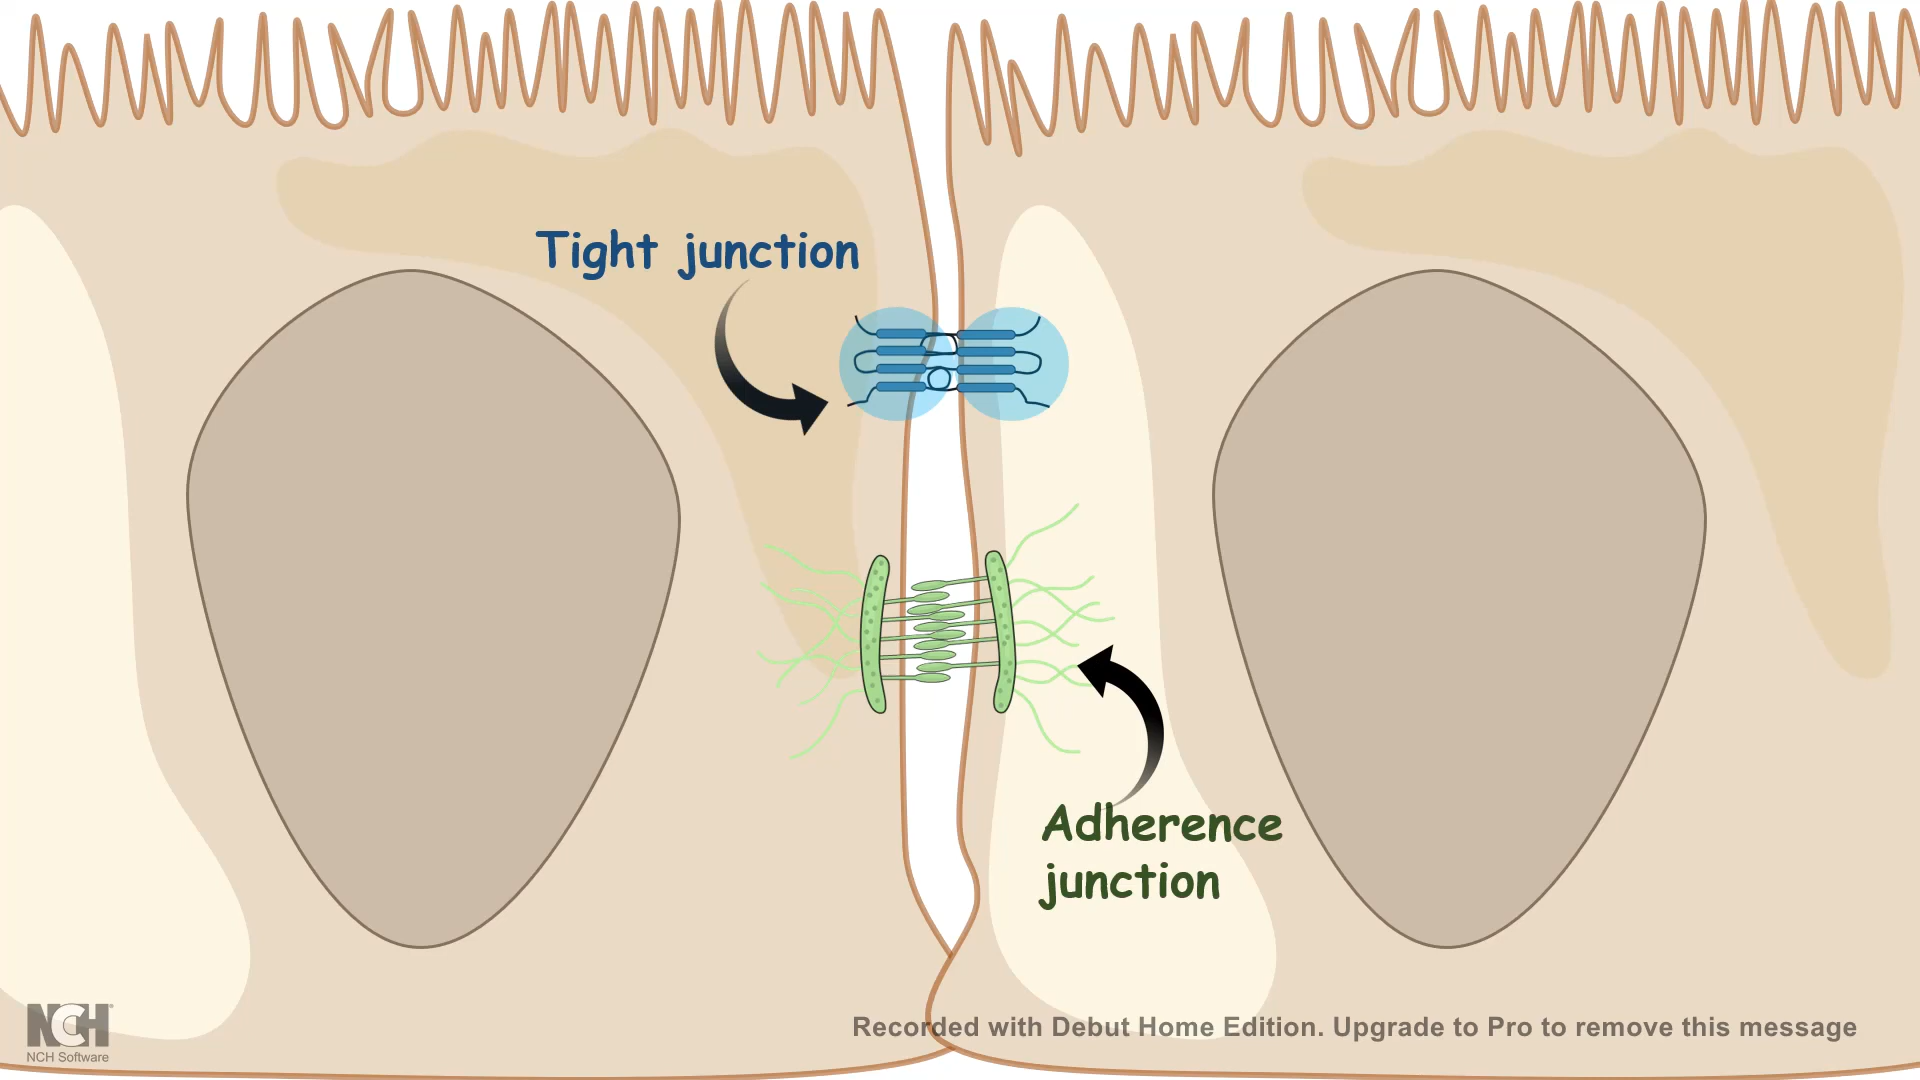 Tight junction
Adherence
junction
NCH
NCH Software
Recorded with Debut Home Edition. Upgrade to Pro to remove this message